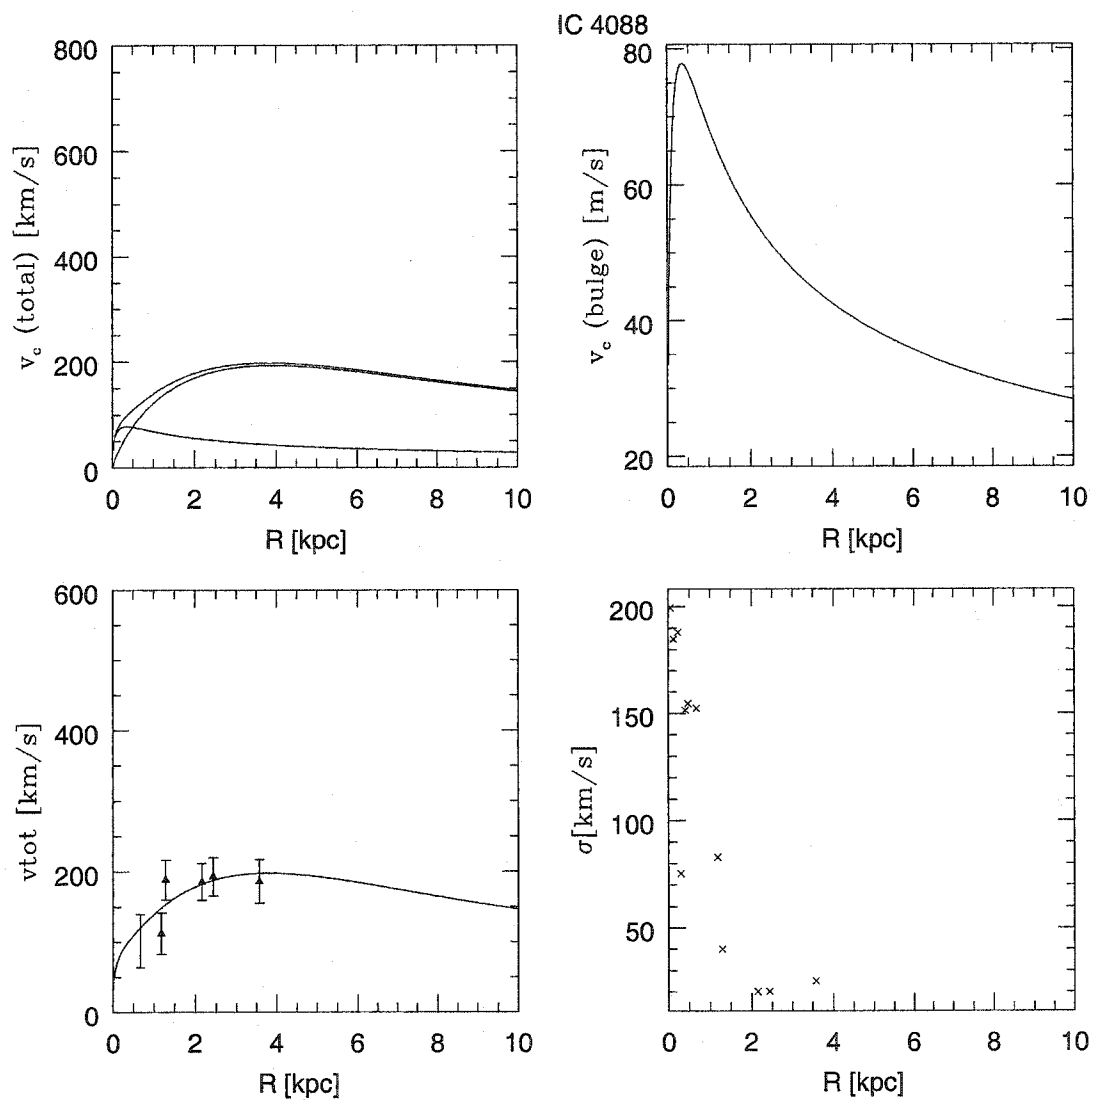 IC 4088
v_c (total) [km/s]
800
600
400
200
0
0 2 4 6 8 10
R [kpc]
v_c (bulge) [m/s]
80
60
40
20
0 2 4 6 8 10
R [kpc]
vtot [km/s]
600
400
200
0
0 2 4 6 8 10
R [kpc]
σ[km/s]
200
150
100
50
0 2 4 6 8 10
R [kpc]